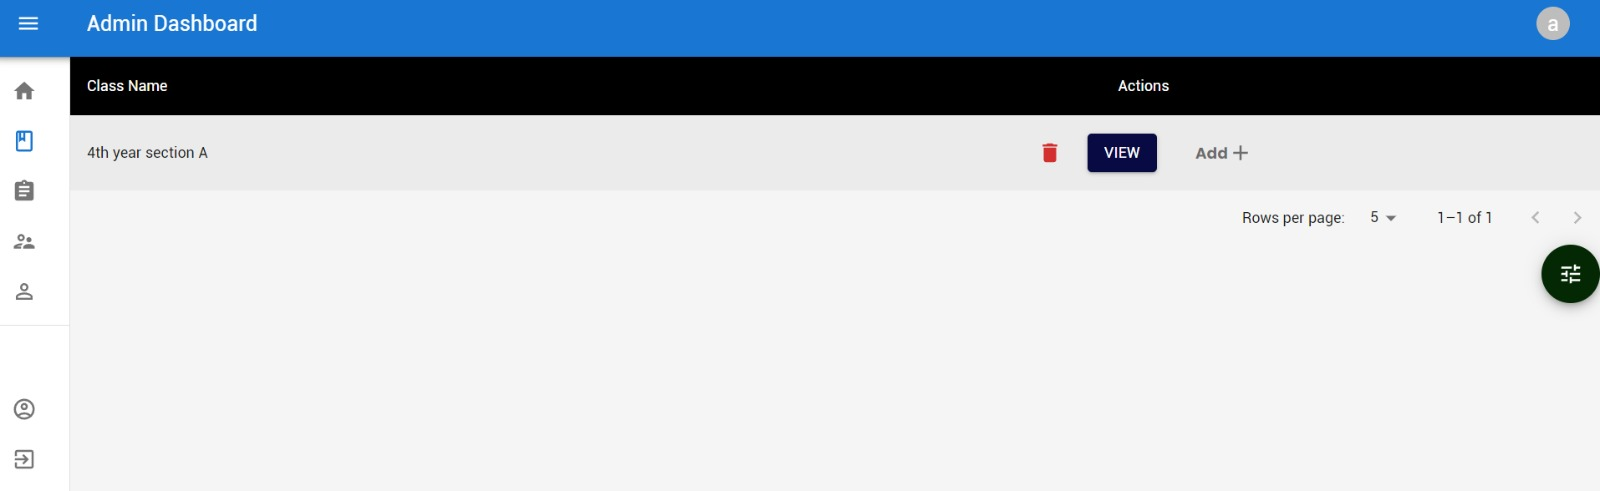 Admin Dashboard
a
Class Name Actions
4th year section A VIEW Add +
Rows per page: 5 1–1 of 1